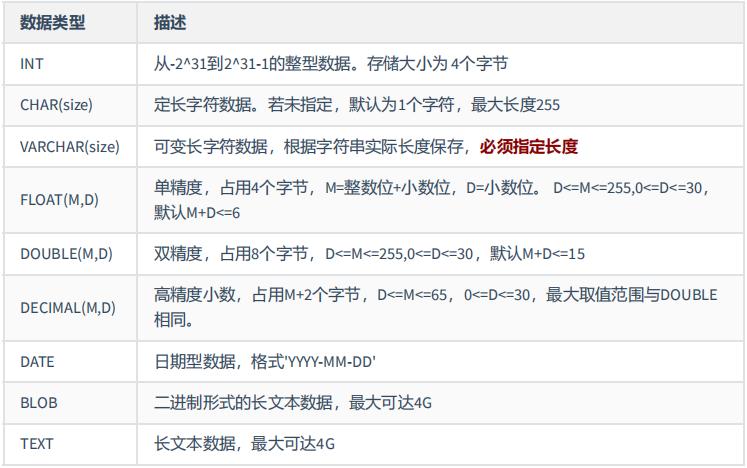 数据类型 描述
INT 从-2^31到2^31-1的整型数据。存储大小为 4个字节
CHAR(size) 定长字符数据。若未指定，默认为1个字符，最大长度255
VARCHAR(size) 可变长字符数据，根据字符串实际长度保存，必须指定长度
FLOAT(M,D) 单精度，占用4个字节，M=整数位+小数位，D=小数位。 D<=M<=255,0<=D<=30，
默认M+D<=6
DOUBLE(M,D) 双精度，占用8个字节，D<=M<=255,0<=D<=30，默认M+D<=15
DECIMAL(M,D) 高精度小数，占用M+2个字节，D<=M<=65，0<=D<=30，最大取值范围与DOUBLE
相同。
DATE 日期型数据，格式'YYYY-MM-DD'
BLOB 二进制形式的长文本数据，最大可达4G
TEXT 长文本数据，最大可达4G